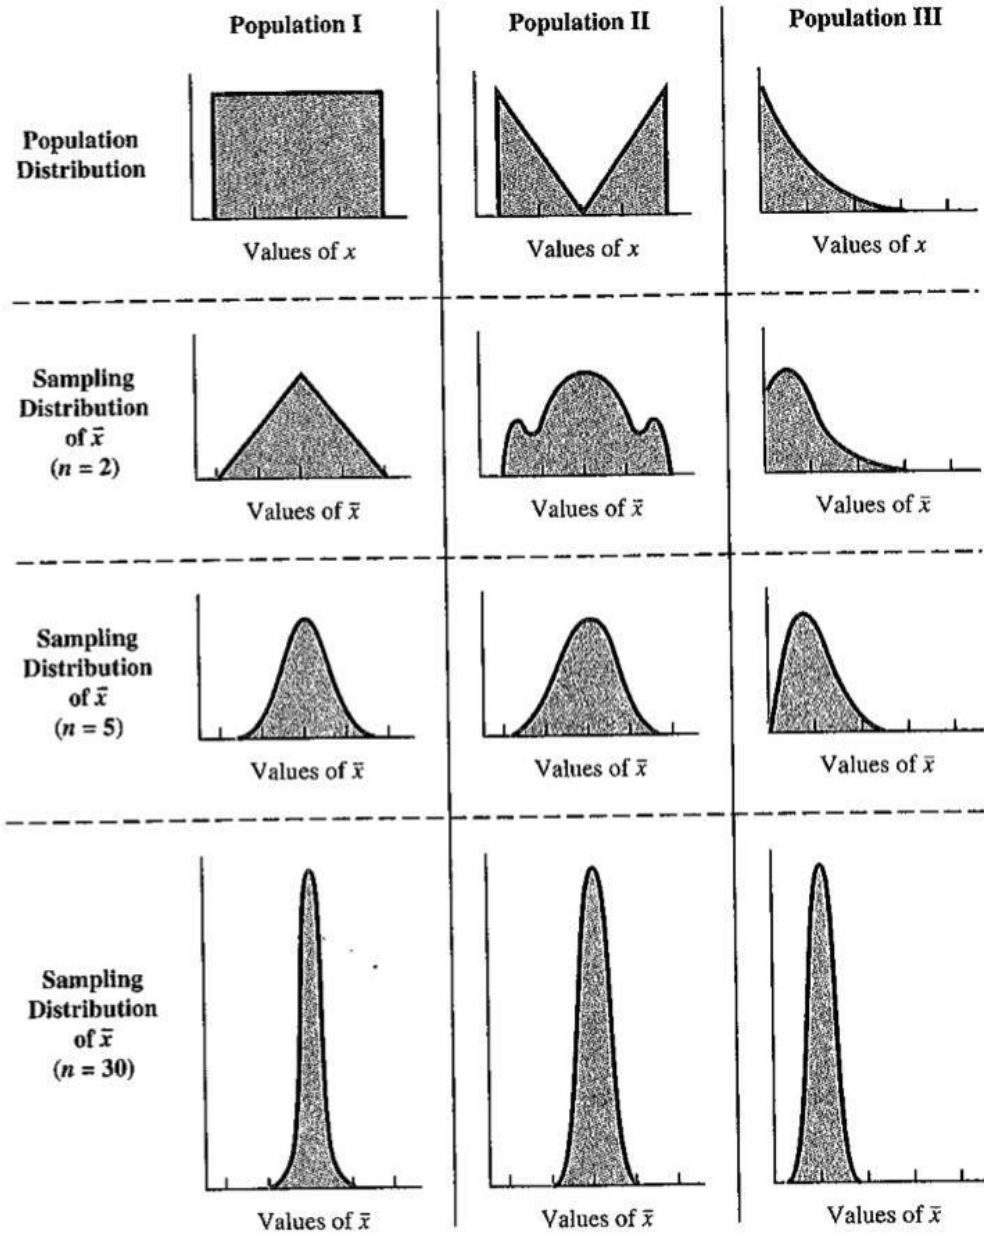 Population I
Population II
Population III
Population
Distribution
Values of x
Values of x
Values of x
Sampling
Distribution
of x̄
(n = 2)
Values of x̄
Values of x̄
Values of x̄
Sampling
Distribution
of x̄
(n = 5)
Values of x̄
Values of x̄
Values of x̄
Sampling
Distribution
of x̄
(n = 30)
Values of x̄
Values of x̄
Values of x̄